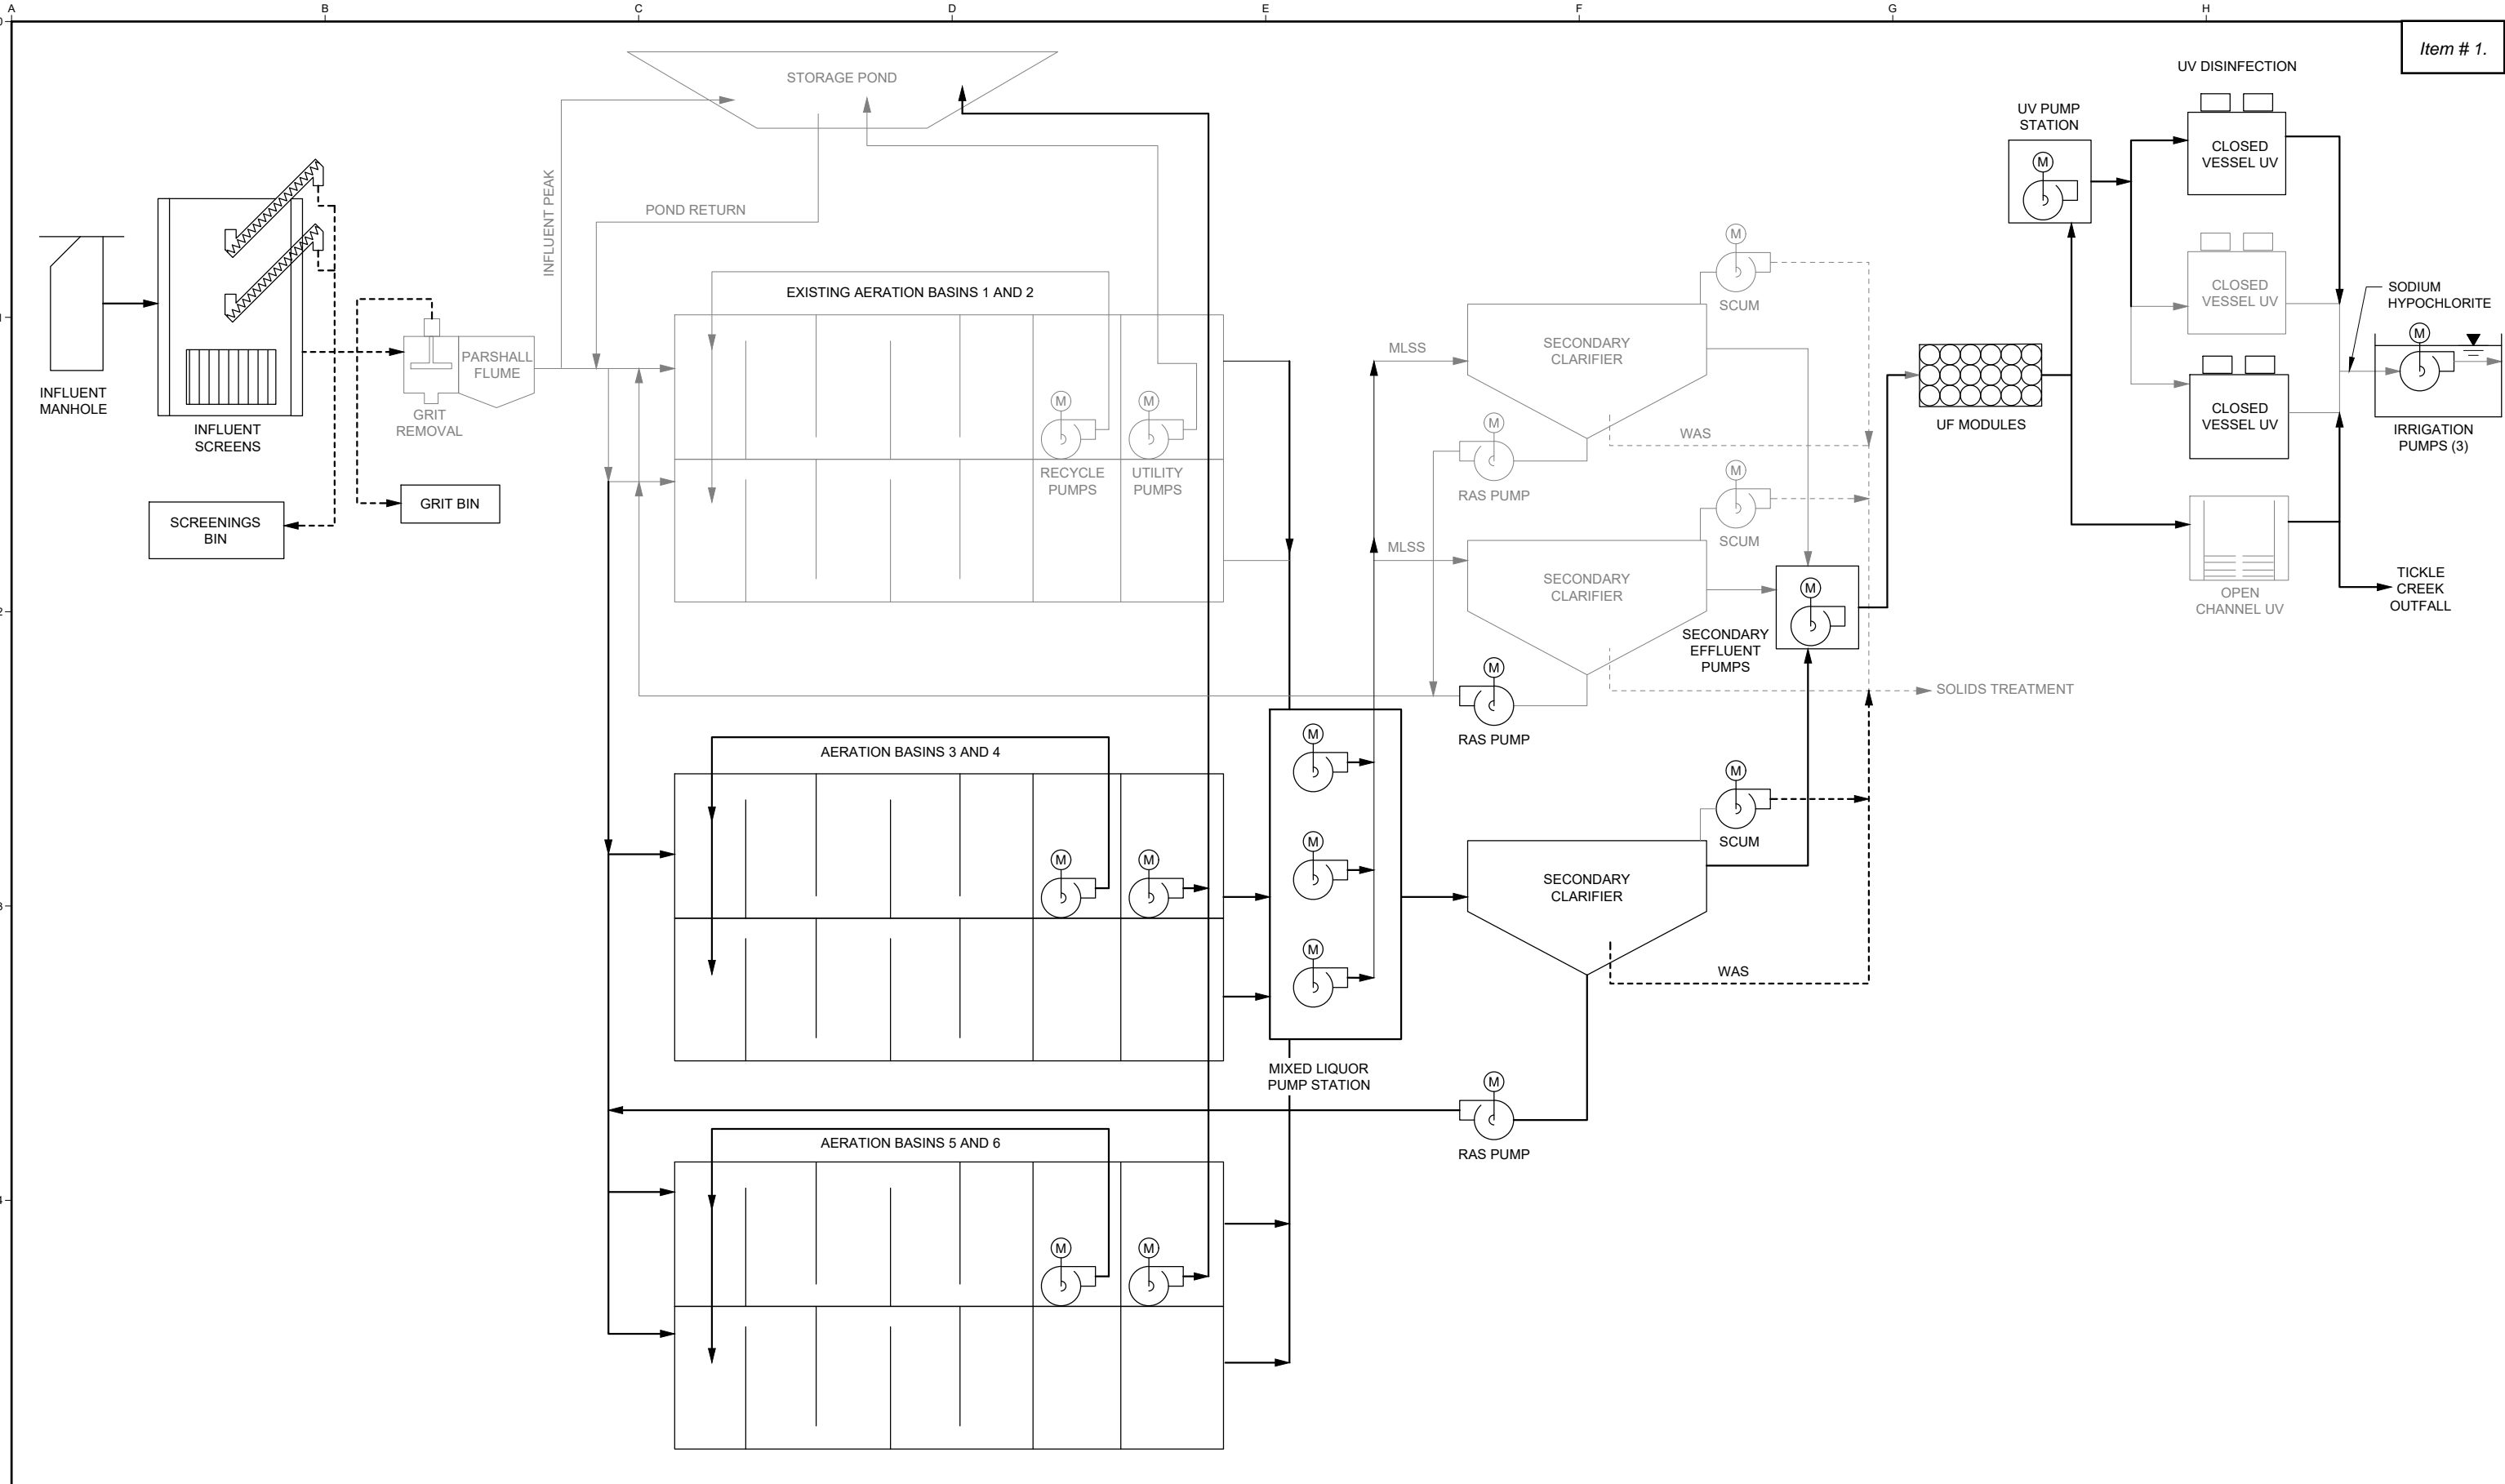 A
B
C
D
E
F
G
H
0
1
2
3
4
Item # 1.
STORAGE POND
INFLUENT PEAK
POND RETURN
INFLUENT
MANHOLE
INFLUENT
SCREENS
SCREENINGS
BIN
GRIT BIN
GRIT
REMOVAL
PARSHALL
FLUME
EXISTING AERATION BASINS 1 AND 2
M
M
RECYCLE
PUMPS
UTILITY
PUMPS
AERATION BASINS 3 AND 4
M
M
AERATION BASINS 5 AND 6
M
M
M
M
M
MIXED LIQUOR
PUMP STATION
MLSS
SECONDARY
CLARIFIER
M
SCUM
WAS
M
RAS PUMP
MLSS
SECONDARY
CLARIFIER
M
SCUM
M
RAS PUMP
M
SECONDARY
EFFLUENT
PUMPS
SOLIDS TREATMENT
SECONDARY
CLARIFIER
M
SCUM
WAS
M
RAS PUMP
UF MODULES
UV PUMP
STATION
M
UV DISINFECTION
CLOSED
VESSEL UV
CLOSED
VESSEL UV
CLOSED
VESSEL UV
OPEN
CHANNEL UV
SODIUM
HYPOCHLORITE
M
IRRIGATION
PUMPS (3)
TICKLE
CREEK
OUTFALL